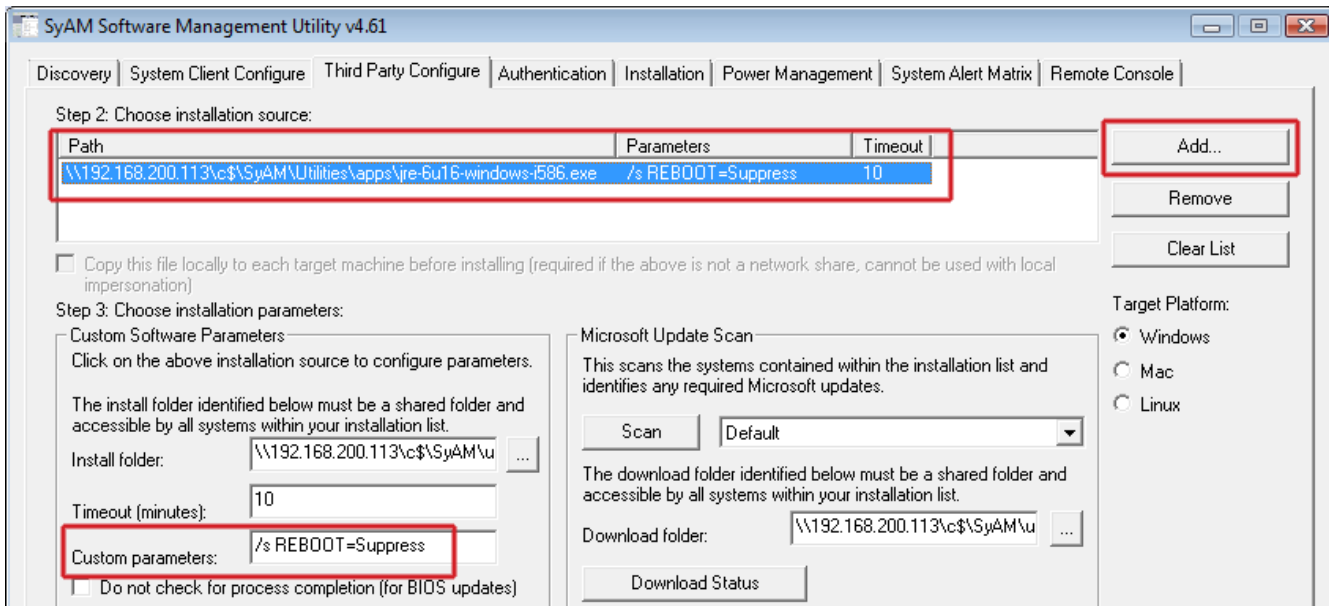 SyAM Software Management Utility v4.61
Discovery System Client Configure Third Party Configure Authentication Installation Power Management System Alert Matrix Remote Console
Step 2: Choose installation source:
Path Parameters Timeout
\\192.168.200.113\c$\SyAM\Utilities\apps\jre-6u16-windows-i586.exe /s REBOOT=Suppress 10
Add...
Remove
Clear List
Copy this file locally to each target machine before installing (required if the above is not a network share, cannot be used with local
impersonation)
Step 3: Choose installation parameters:
Custom Software Parameters
Click on the above installation source to configure parameters.
The install folder identified below must be a shared folder and
accessible by all systems within your installation list.
Install folder: \\192.168.200.113\c$\SyAM\u ...
Timeout (minutes): 10
Custom parameters: /s REBOOT=Suppress
Do not check for process completion (for BIOS updates)
Microsoft Update Scan
This scans the systems contained within the installation list and
identifies any required Microsoft updates.
Scan Default
The download folder identified below must be a shared folder and
accessible by all systems within your installation list.
Download folder: \\192.168.200.113\c$\SyAM\u ...
Download Status
Target Platform:
Windows
Mac
Linux